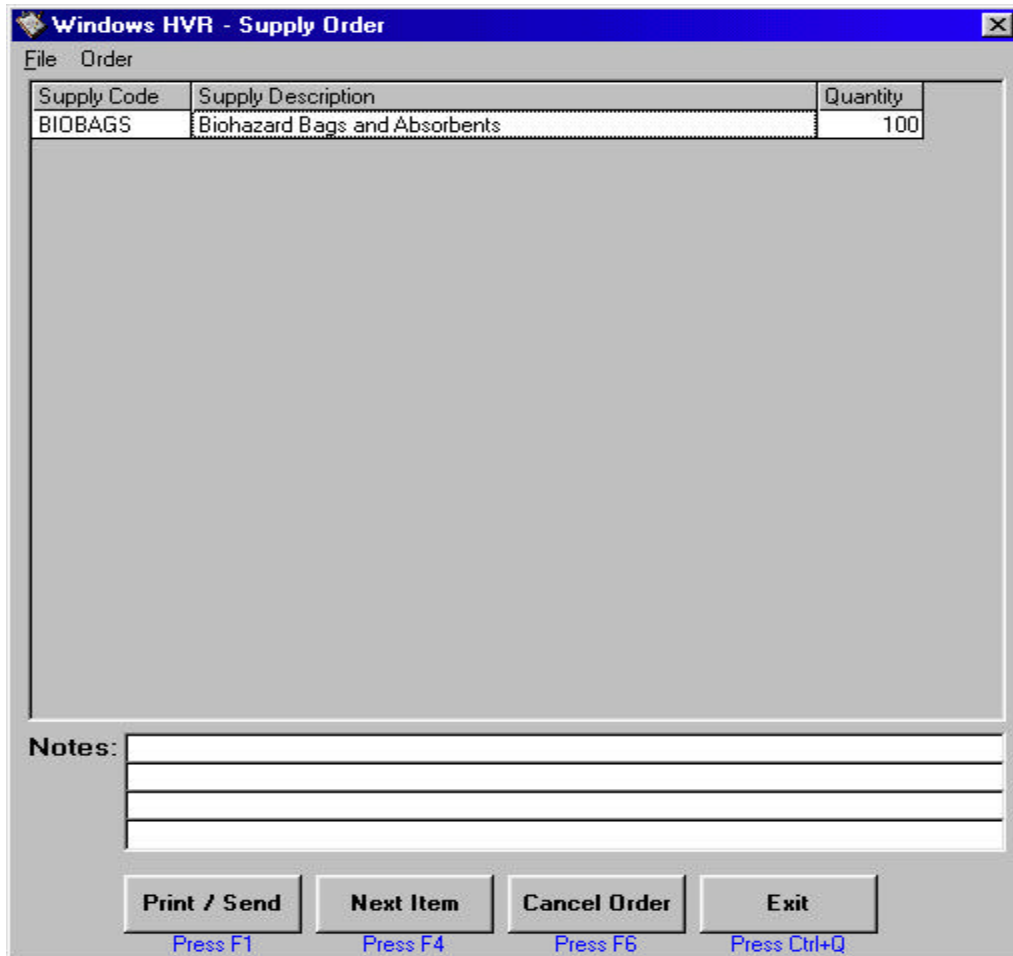 Windows HVR - Supply Order
File Order
Supply Code Supply Description Quantity
BIOBAGS Biohazard Bags and Absorbents 100
Notes:
Print / Send Next Item Cancel Order Exit
Press F1 Press F4 Press F6 Press Ctrl+Q